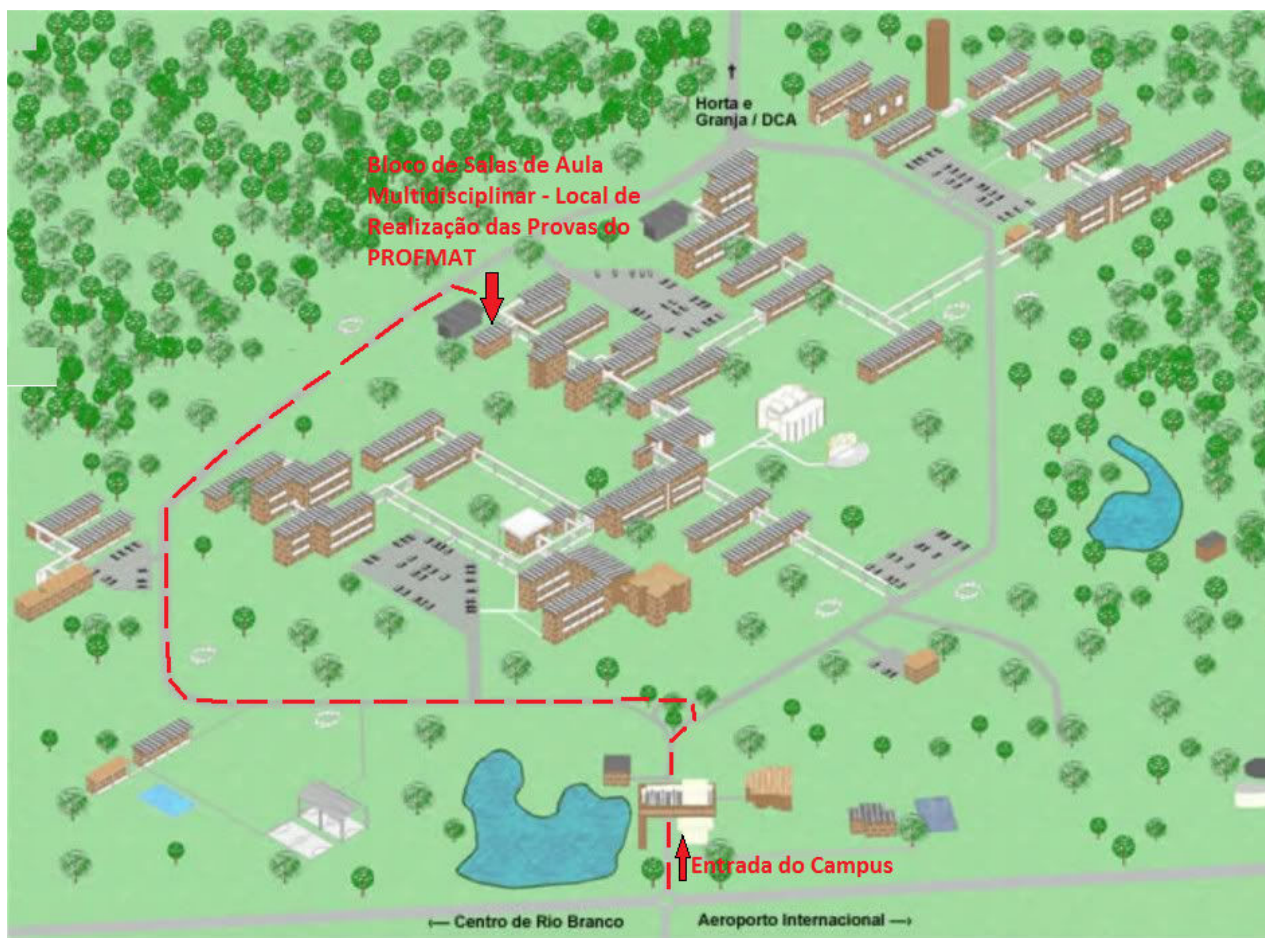 Horta e
Granja / DCA
Bloco de Salas de Aula
Multidisciplinar - Local de
Realização das Provas do
PROFMAT
Entrada do Campus
<— Centro de Rio Branco
Aeroporto Internacional —>